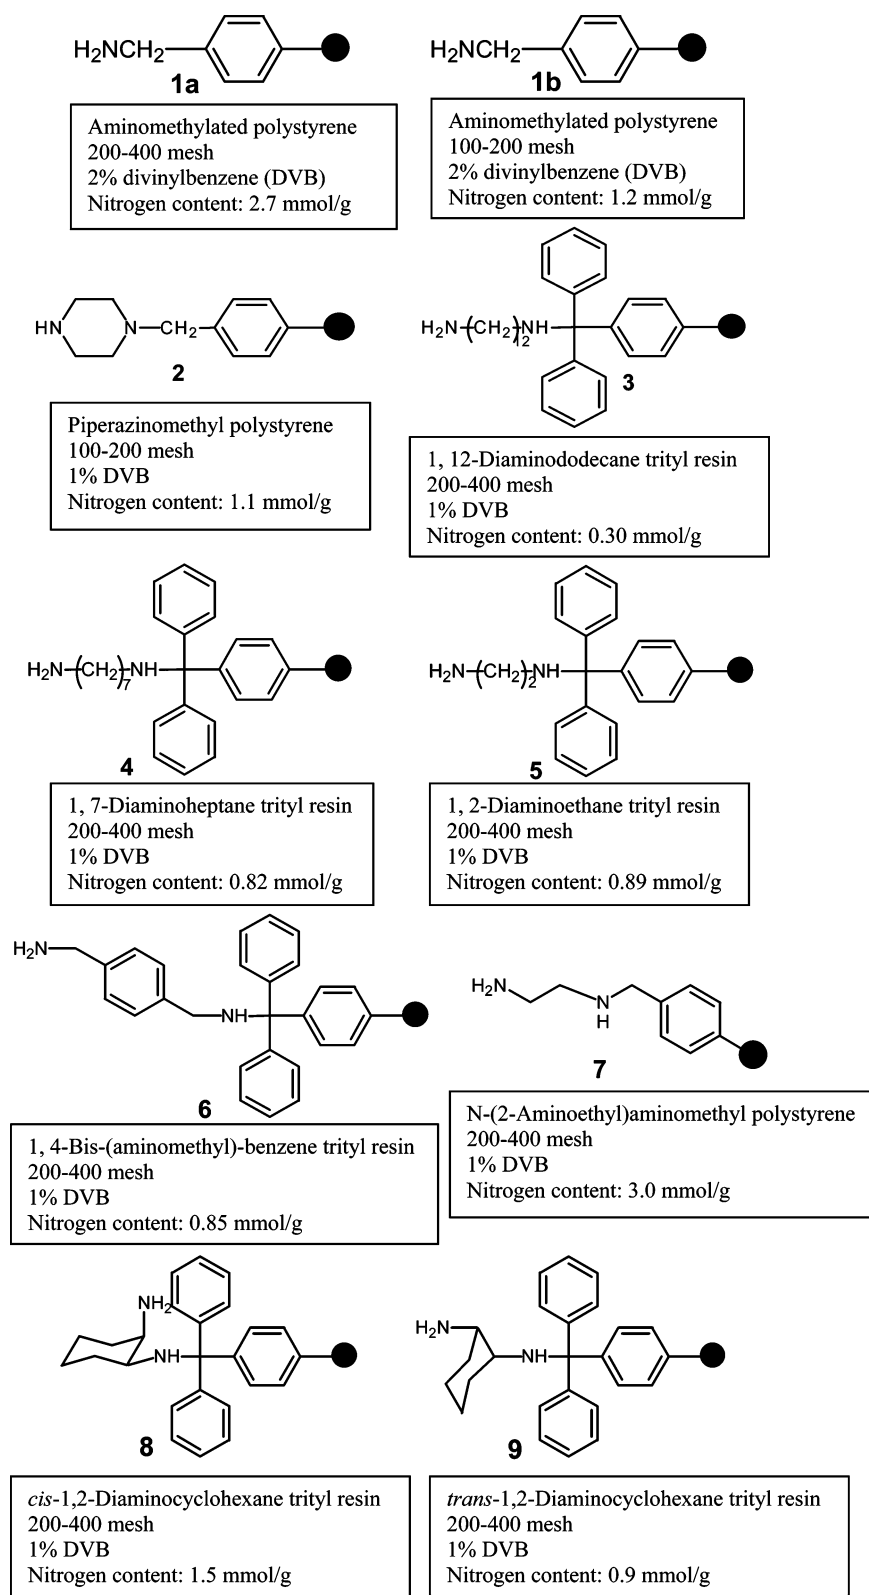 H2NCH2
1a
Aminomethylated polystyrene
200-400 mesh
2% divinylbenzene (DVB)
Nitrogen content: 2.7 mmol/g
H2NCH2
1b
Aminomethylated polystyrene
100-200 mesh
2% divinylbenzene (DVB)
Nitrogen content: 1.2 mmol/g
HN N CH2
2
Piperazinomethyl polystyrene
100-200 mesh
1% DVB
Nitrogen content: 1.1 mmol/g
H2N (CH2)2 NH
3
1, 12-Diaminododecane trityl resin
200-400 mesh
1% DVB
Nitrogen content: 0.30 mmol/g
H2N (CH2)7 NH
4
1, 7-Diaminoheptane trityl resin
200-400 mesh
1% DVB
Nitrogen content: 0.82 mmol/g
H2N (CH2)2 NH
5
1, 2-Diaminoethane trityl resin
200-400 mesh
1% DVB
Nitrogen content: 0.89 mmol/g
H2N
NH
6
1, 4-Bis-(aminomethyl)-benzene trityl resin
200-400 mesh
1% DVB
Nitrogen content: 0.85 mmol/g
H2N
N
H
7
N-(2-Aminoethyl)aminomethyl polystyrene
200-400 mesh
1% DVB
Nitrogen content: 3.0 mmol/g
NH2
NH
8
cis-1,2-Diaminocyclohexane trityl resin
200-400 mesh
1% DVB
Nitrogen content: 1.5 mmol/g
H2N
NH
9
trans-1,2-Diaminocyclohexane trityl resin
200-400 mesh
1% DVB
Nitrogen content: 0.9 mmol/g